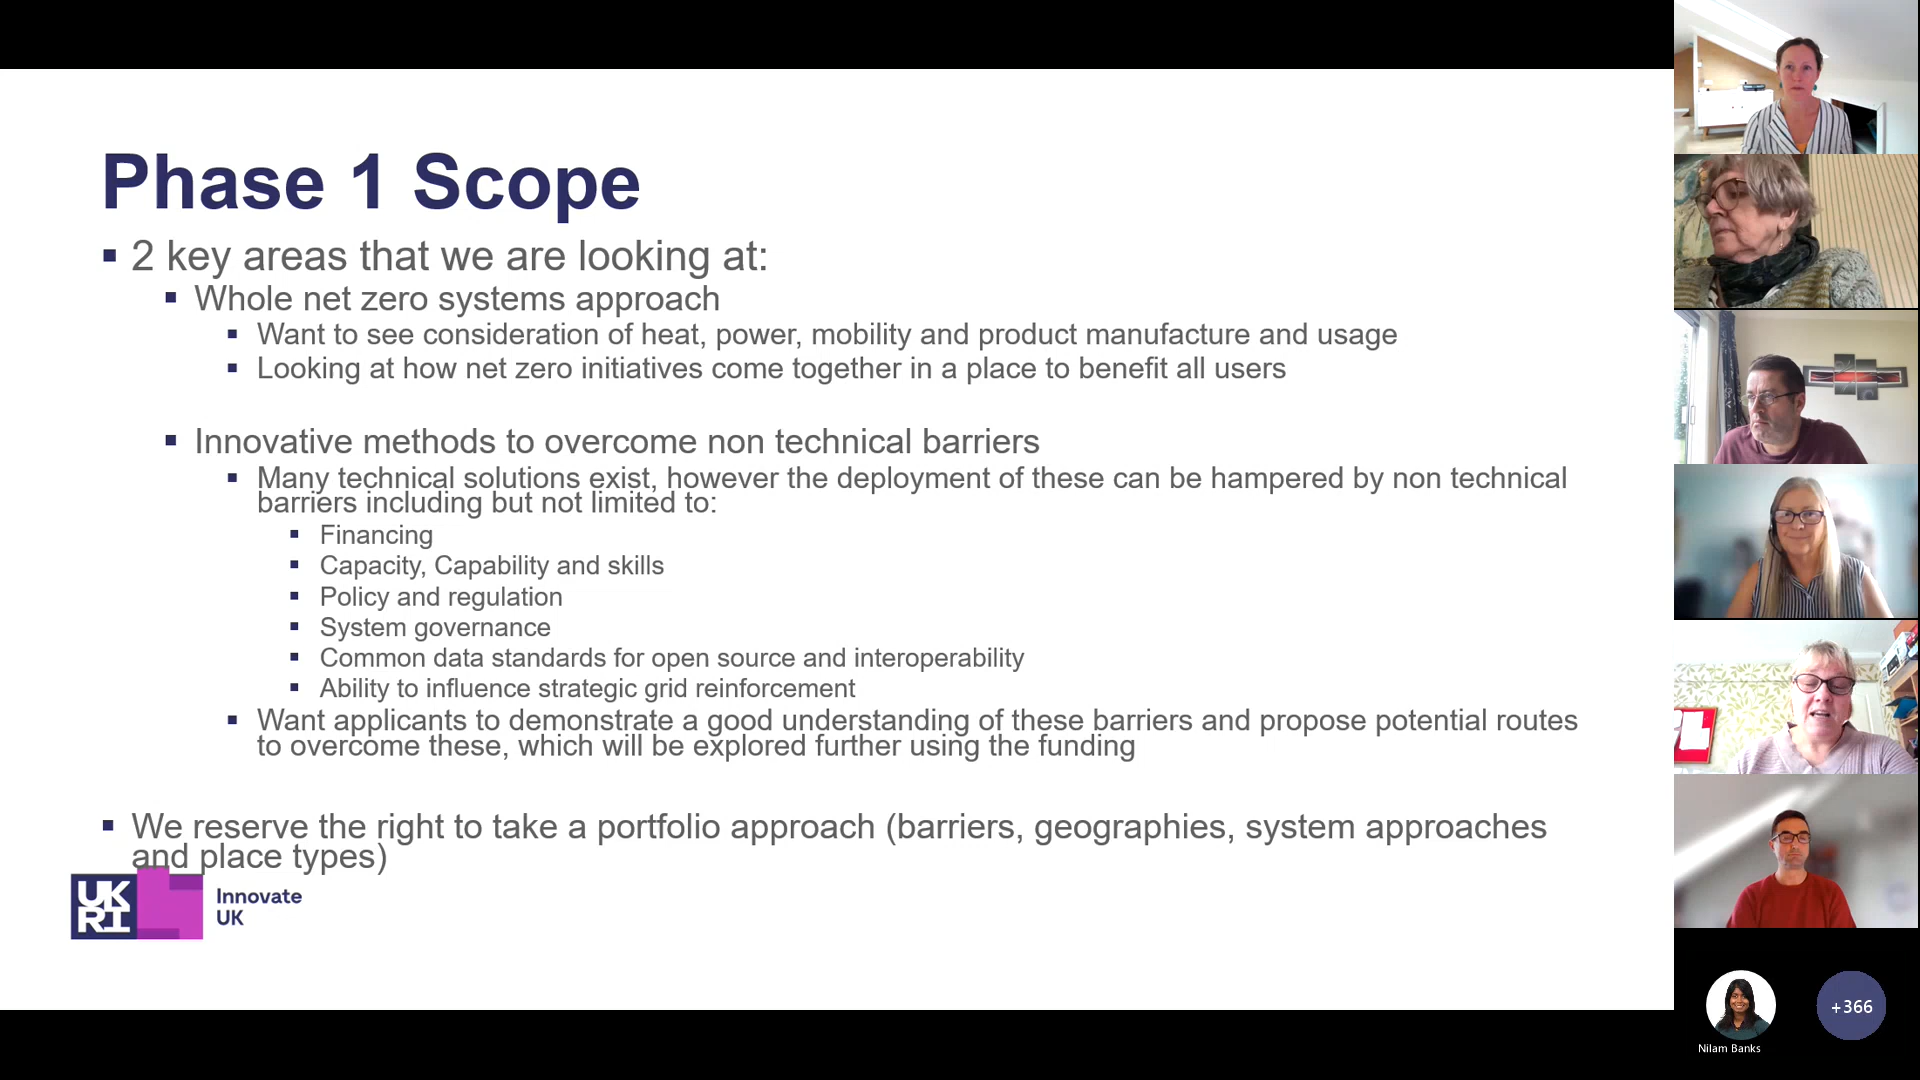 Phase 1 Scope
2 key areas that we are looking at:
Whole net zero systems approach
Want to see consideration of heat, power, mobility and product manufacture and usage
Looking at how net zero initiatives come together in a place to benefit all users
Innovative methods to overcome non technical barriers
Many technical solutions exist, however the deployment of these can be hampered by non technical
barriers including but not limited to:
Financing
Capacity, Capability and skills
Policy and regulation
System governance
Common data standards for open source and interoperability
Ability to influence strategic grid reinforcement
Want applicants to demonstrate a good understanding of these barriers and propose potential routes
to overcome these, which will be explored further using the funding
We reserve the right to take a portfolio approach (barriers, geographies, system approaches
and place types)
UK
RI
Innovate
UK
+366
Nilam Banks